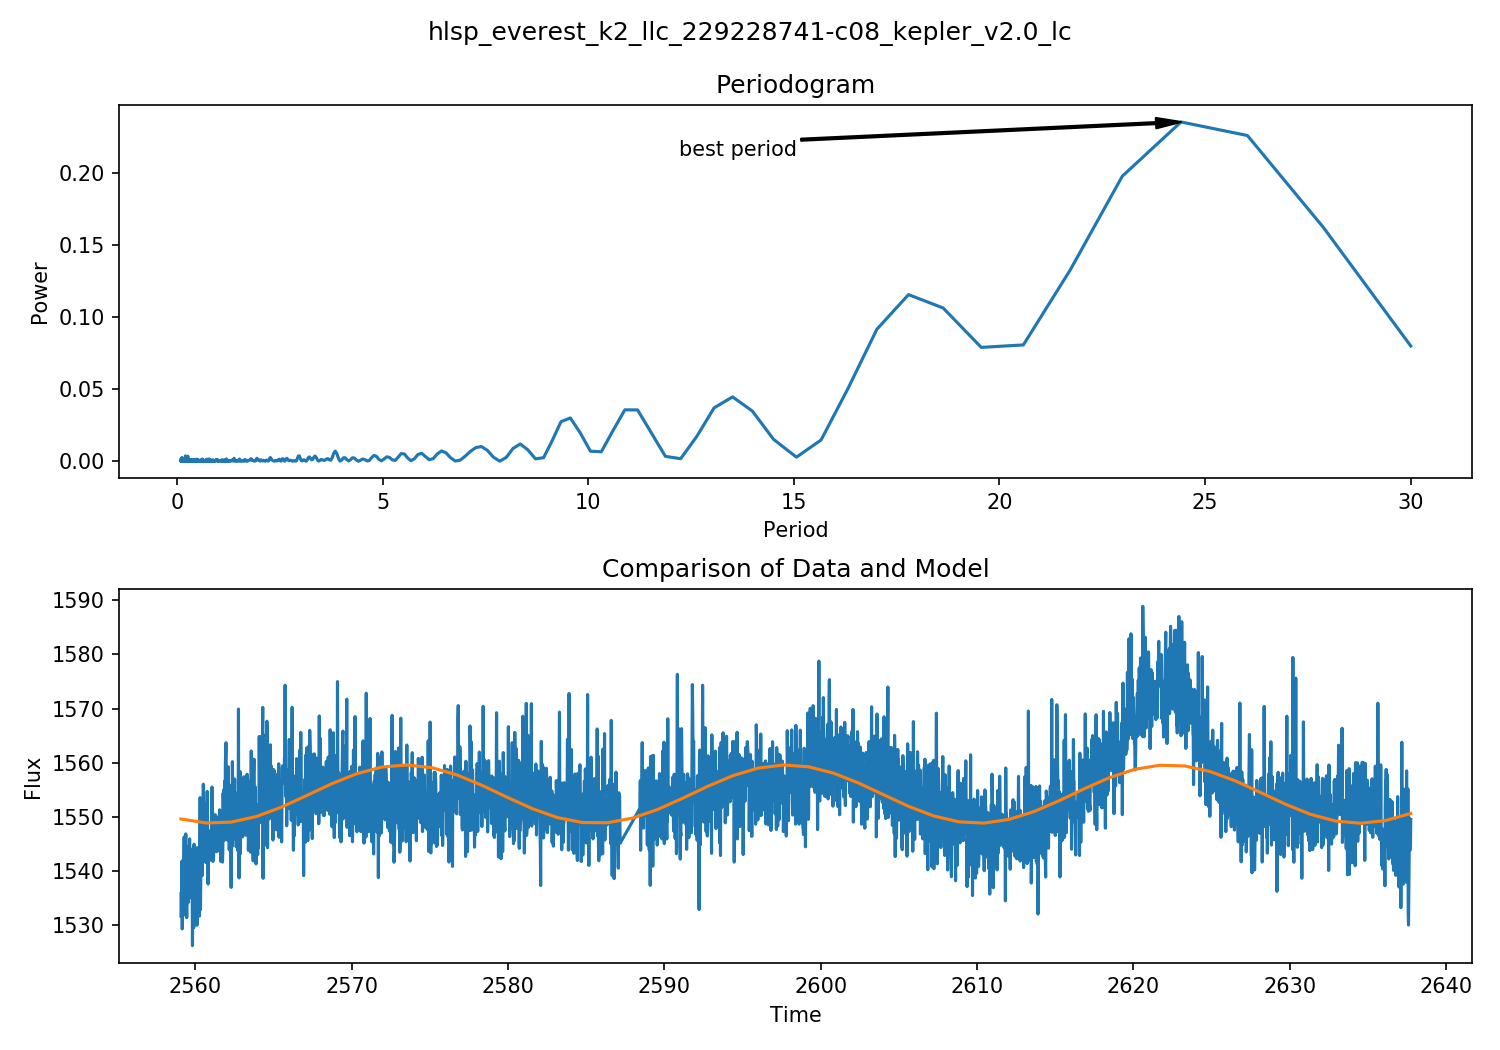 hlsp_everest_k2_llc_229228741-c08_kepler_v2.0_lc
Periodogram
best period
Power
0.20
0.15
0.10
0.05
0.00
0 5 10 15 20 25 30
Period
Comparison of Data and Model
Flux
1590
1580
1570
1560
1550
1540
1530
2560 2570 2580 2590 2600 2610 2620 2630 2640
Time